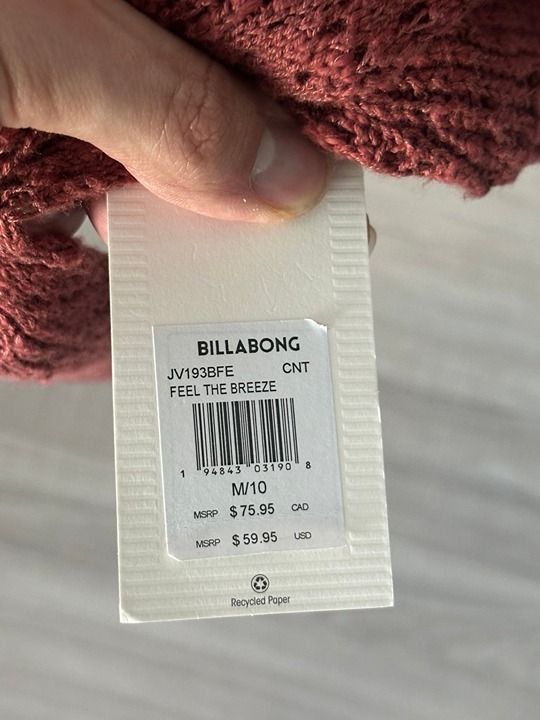 BILLABONG
JV193BFE CNT
FEEL THE BREEZE
1 94843 03190 8
M/10
MSRP $75.95 CAD
MSRP $59.95 USD
Recycled Paper